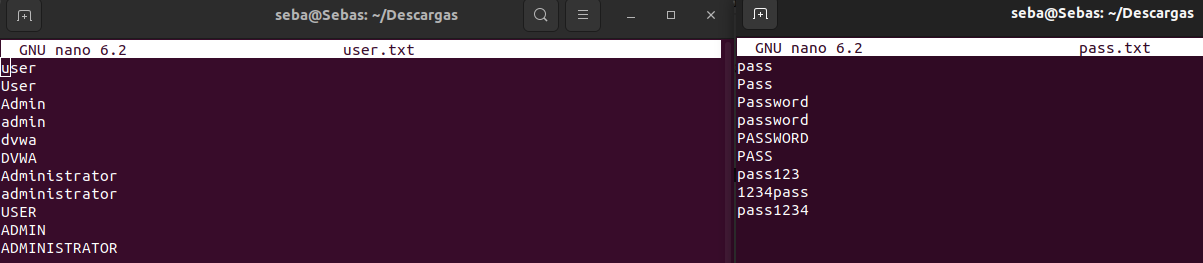 seba@Sebas: ~/Descargas
GNU nano 6.2 user.txt
user
User
Admin
admin
dvwa
DVWA
Administrator
administrator
USER
ADMIN
ADMINISTRATOR
seba@Sebas: ~/Descargas
GNU nano 6.2 pass.txt
pass
Pass
Password
password
PASSWORD
PASS
pass123
1234pass
pass1234